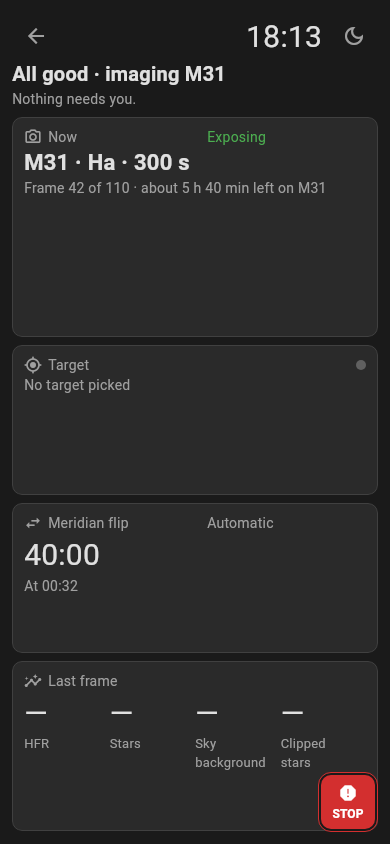 18:13
All good · imaging M31
Nothing needs you.
Now Exposing
M31 · Ha · 300 s
Frame 42 of 110 · about 5 h 40 min left on M31
Target
No target picked
Meridian flip Automatic
40:00
At 00:32
Last frame
— — — —
HFR Stars Sky background Clipped stars
STOP